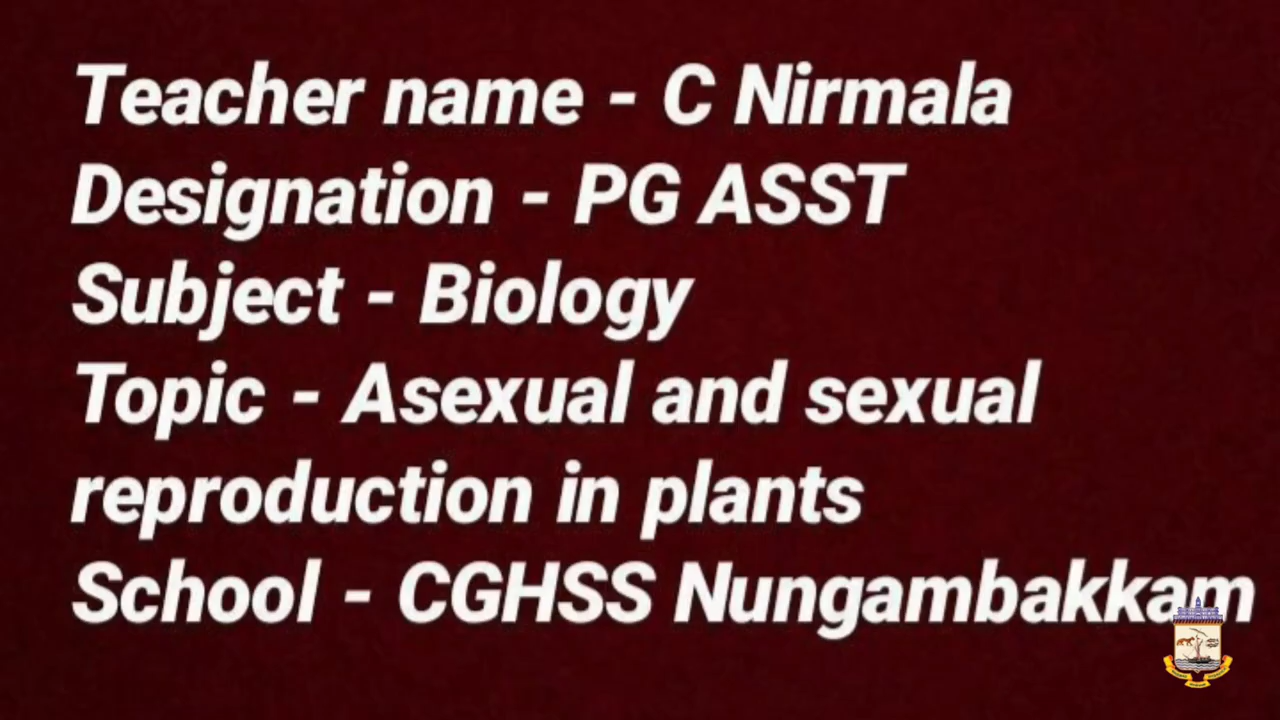 Teacher name - C Nirmala
Designation - PG ASST
Subject - Biology
Topic - Asexual and sexual
reproduction in plants
School - CGHSS Nungambakkam